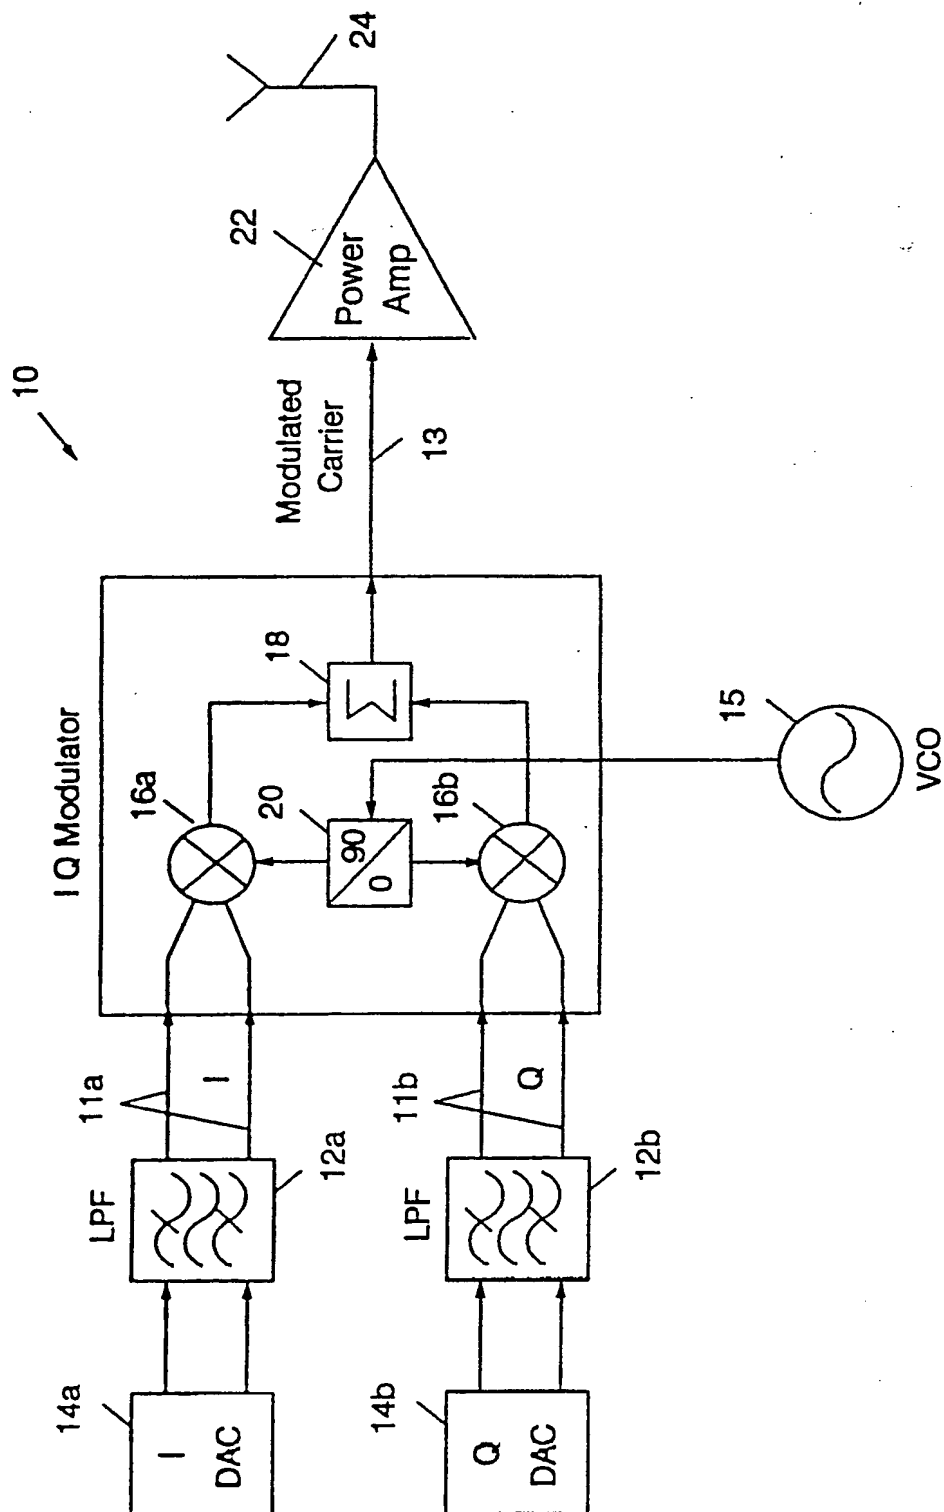 10
I Q Modulator
14a
I
DAC
LPF
12a
11a
I
16a
20
90
0
18
Σ
Modulated
Carrier
13
22
Power
Amp
24
14b
Q
DAC
LPF
12b
11b
Q
16b
15
VCO